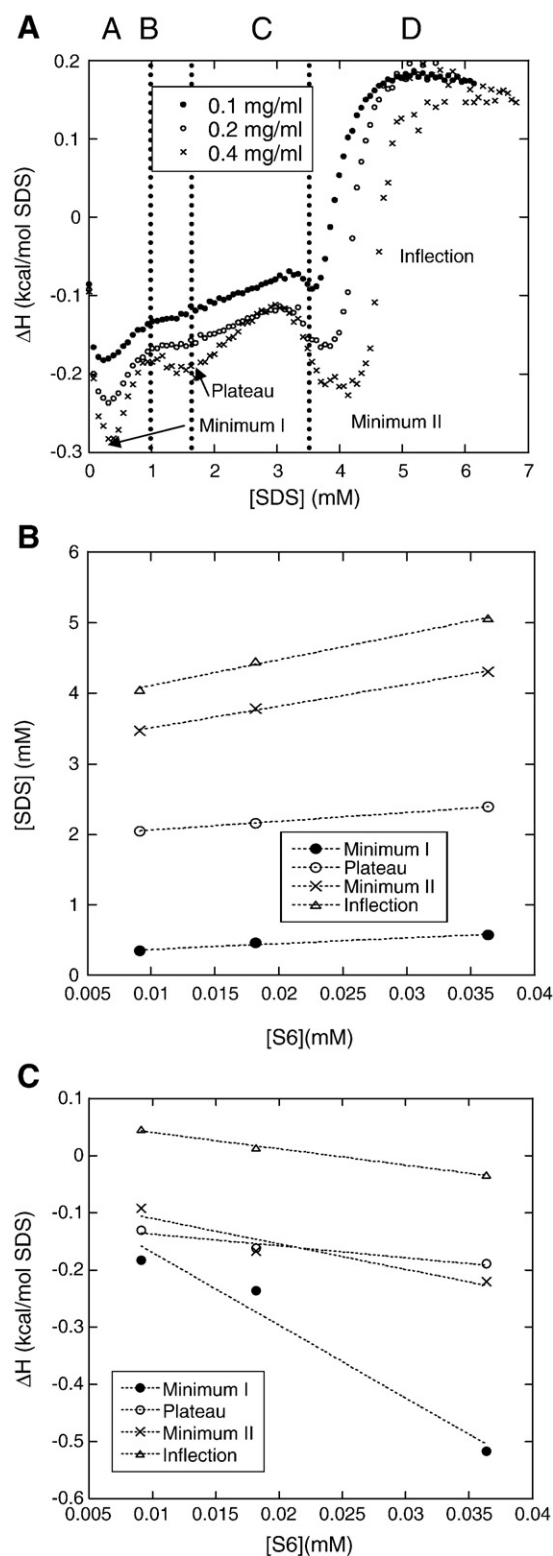 A
A B C D
0.2
0.1
0
-0.1
-0.2
-0.3
ΔH (kcal/mol SDS)
0.1 mg/ml
0.2 mg/ml
0.4 mg/ml
Inflection
Plateau
Minimum I
Minimum II
0 1 2 3 4 5 6 7
[SDS] (mM)
B
6
5
4
3
2
1
0
[SDS] (mM)
Minimum I
Plateau
Minimum II
Inflection
0.005 0.01 0.015 0.02 0.025 0.03 0.035 0.04
[S6](mM)
C
0.1
0
-0.1
-0.2
-0.3
-0.4
-0.5
-0.6
ΔH (kcal/mol SDS)
Minimum I
Plateau
Minimum II
Inflection
0.005 0.01 0.015 0.02 0.025 0.03 0.035 0.04
[S6](mM)